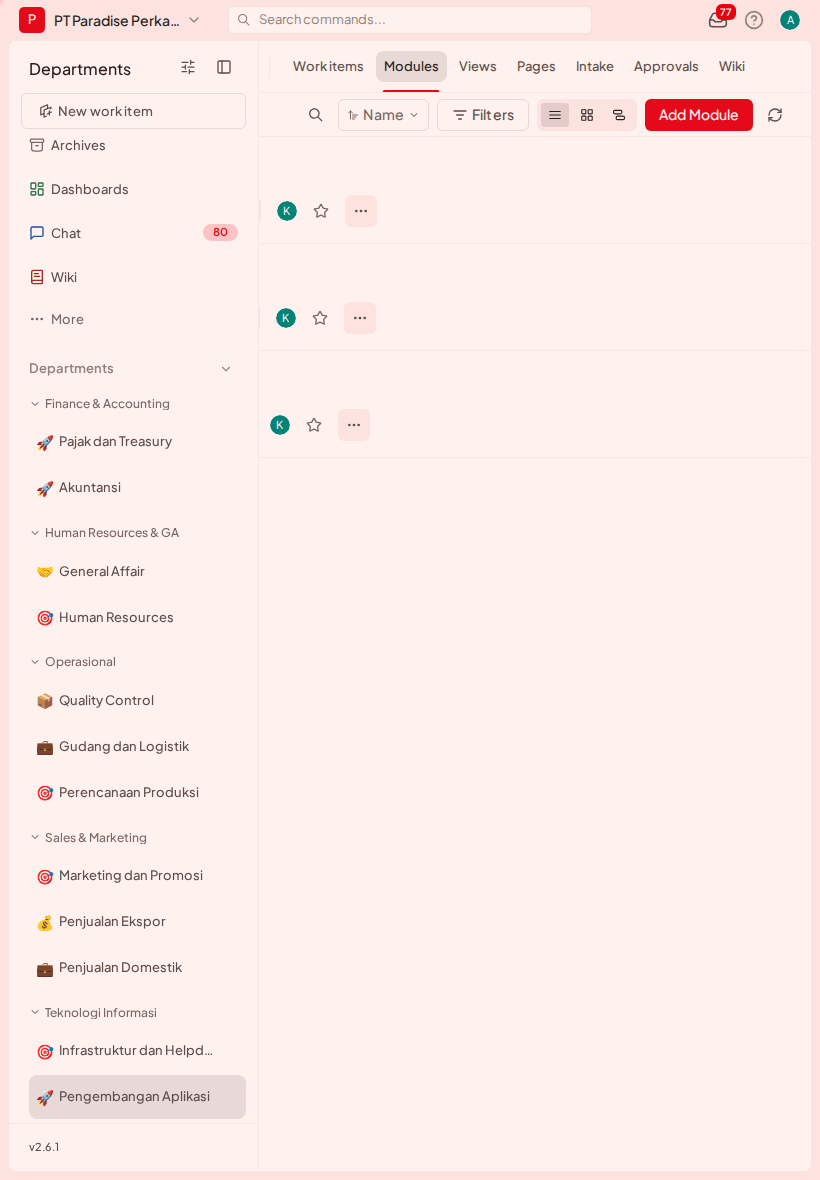 P PT Paradise Perka...
Search commands...
77
A
Departments
New work item
Archives
Dashboards
Chat 80
Wiki
More
Departments
Finance & Accounting
Pajak dan Treasury
Akuntansi
Human Resources & GA
General Affair
Human Resources
Operasional
Quality Control
Gudang dan Logistik
Perencanaan Produksi
Sales & Marketing
Marketing dan Promosi
Penjualan Ekspor
Penjualan Domestik
Teknologi Informasi
Infrastruktur dan Helpd...
Pengembangan Aplikasi
v2.6.1
Work items Modules Views Pages Intake Approvals Wiki
Name Filters Add Module
K
K
K